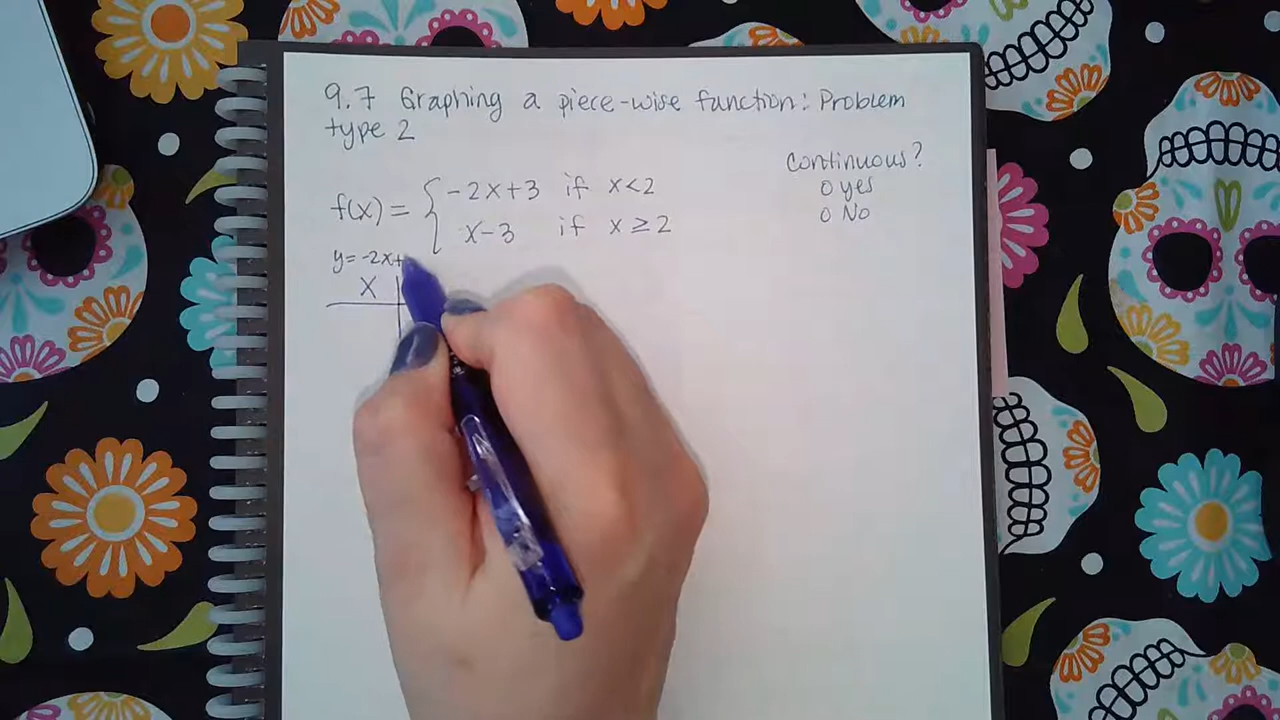 9.7 Graphing a piece-wise function: Problem
type 2
continuous?
o yes
o No
f(x) = { -2x+3 if x<2
x-3 if x ≥ 2
y= -2x+
x